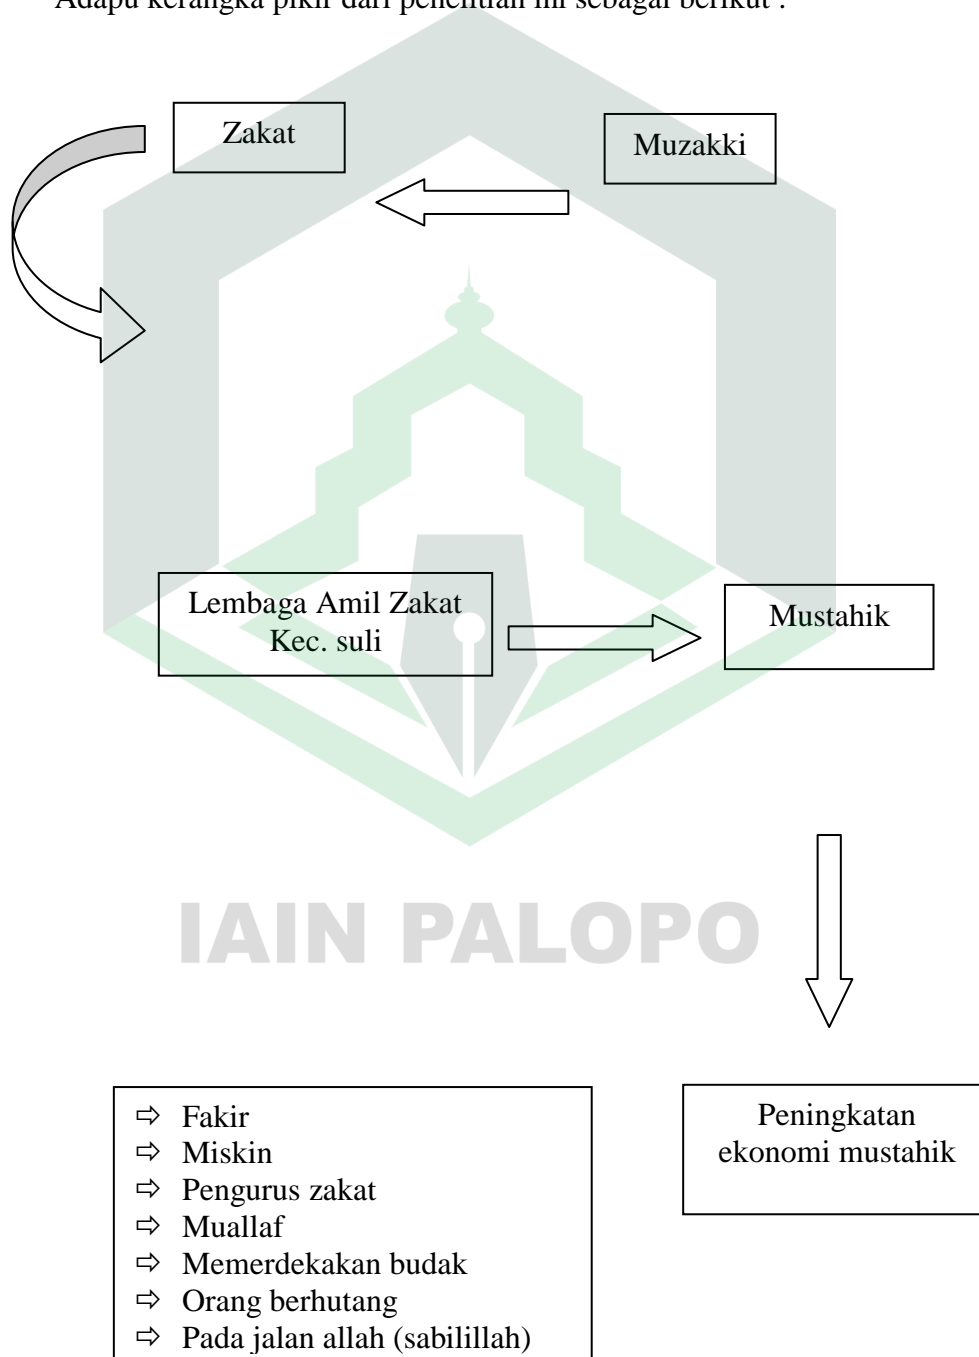 Adapu kerangka pikir dari penelitian ini sebagai berikut :
Zakat
Muzakki
Lembaga Amil Zakat
Kec. suli
Mustahik
IAIN PALOPO
⇨ Fakir
⇨ Miskin
⇨ Pengurus zakat
⇨ Muallaf
⇨ Memerdekakan budak
⇨ Orang berhutang
⇨ Pada jalan allah (sabilillah)
Peningkatan
ekonomi mustahik